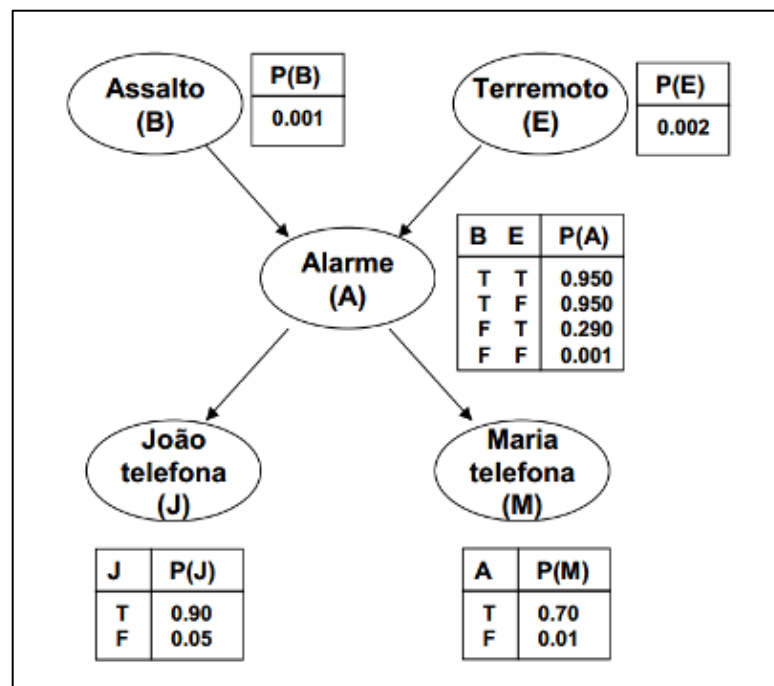 Assalto
(B)
P(B)
0.001
Terremoto
(E)
P(E)
0.002
Alarme
(A)
B E P(A)
T T 0.950
T F 0.950
F T 0.290
F F 0.001
João
telefona
(J)
Maria
telefona
(M)
J P(J)
T 0.90
F 0.05
A P(M)
T 0.70
F 0.01